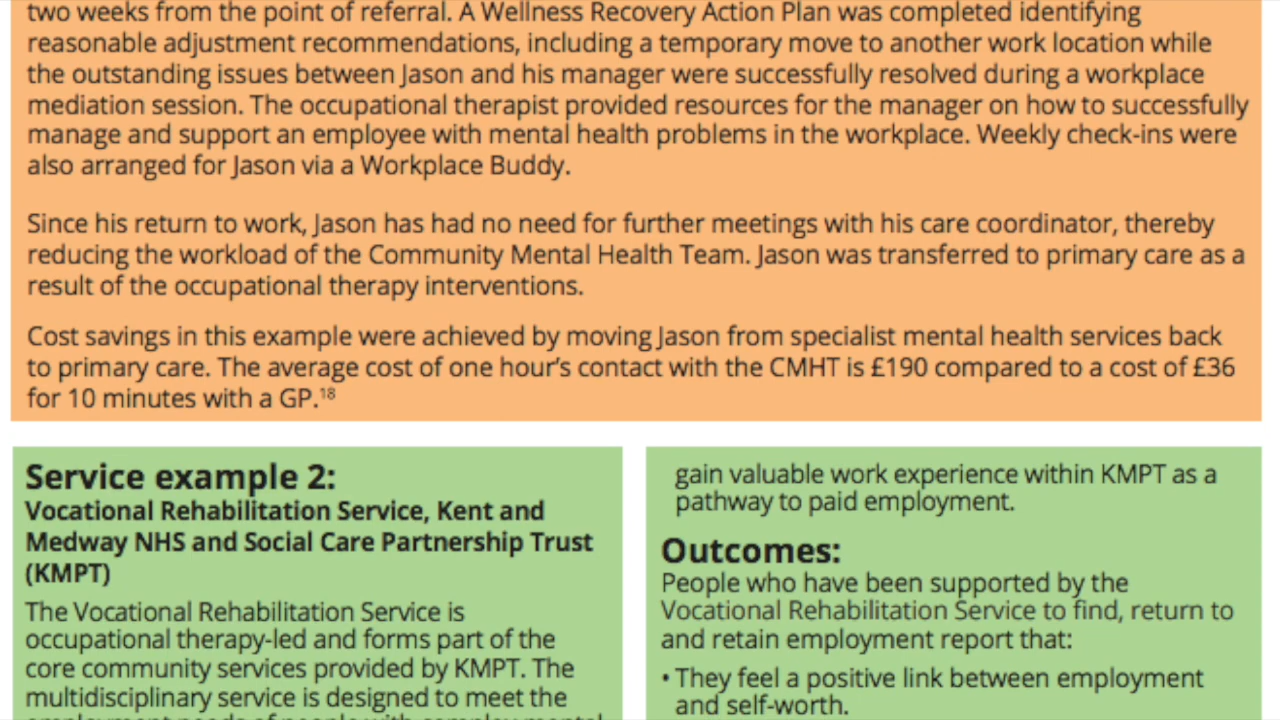 two weeks from the point of referral. A Wellness Recovery Action Plan was completed identifying
reasonable adjustment recommendations, including a temporary move to another work location while
the outstanding issues between Jason and his manager were successfully resolved during a workplace
mediation session. The occupational therapist provided resources for the manager on how to successfully
manage and support an employee with mental health problems in the workplace. Weekly check-ins were
also arranged for Jason via a Workplace Buddy.
Since his return to work, Jason has had no need for further meetings with his care coordinator, thereby
reducing the workload of the Community Mental Health Team. Jason was transferred to primary care as a
result of the occupational therapy interventions.
Cost savings in this example were achieved by moving Jason from specialist mental health services back
to primary care. The average cost of one hour’s contact with the CMHT is £190 compared to a cost of £36
for 10 minutes with a GP.¹⁸
Service example 2:
Vocational Rehabilitation Service, Kent and
Medway NHS and Social Care Partnership Trust
(KMPT)
The Vocational Rehabilitation Service is
occupational therapy-led and forms part of the
core community services provided by KMPT. The
multidisciplinary service is designed to meet the
employment needs of people with complex mental
gain valuable work experience within KMPT as a
pathway to paid employment.
Outcomes:
People who have been supported by the
Vocational Rehabilitation Service to find, return to
and retain employment report that:
• They feel a positive link between employment
and self-worth.